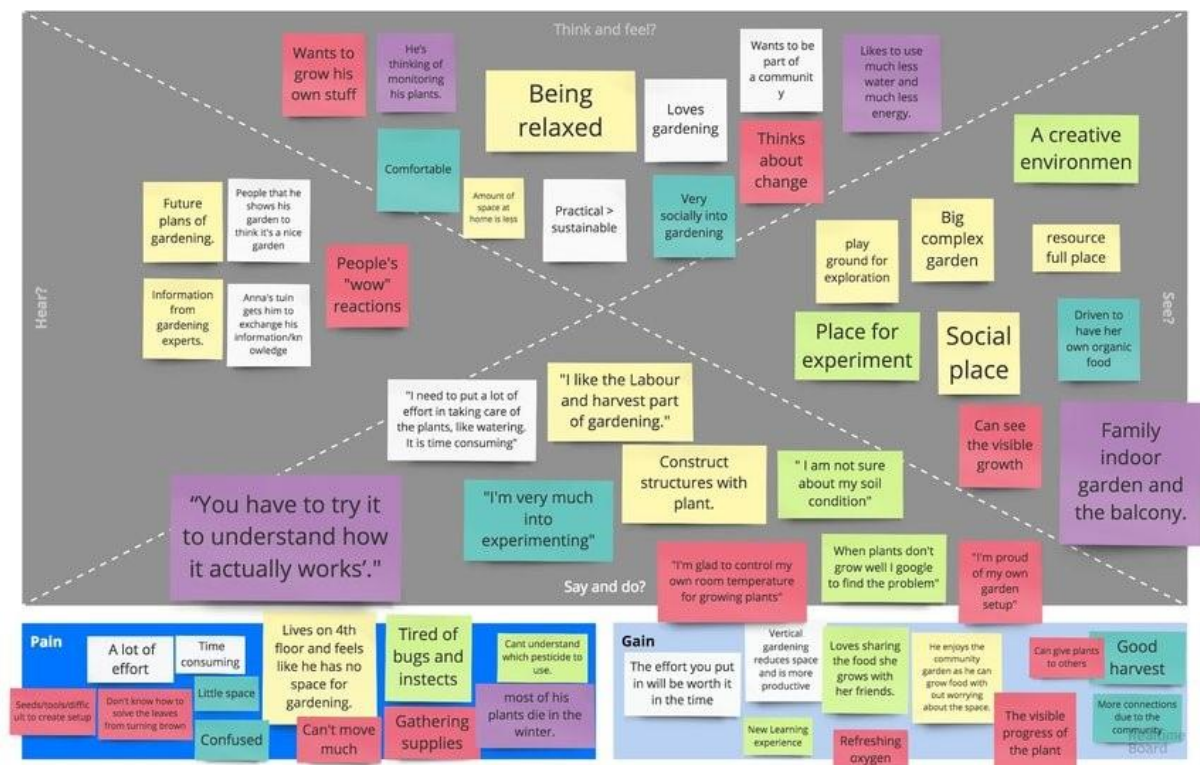 Think and feel?
Wants to
grow his
own stuff
He's
thinking of
monitoring
his plants.
Being
relaxed
Loves
gardening
Wants to be
part of
a communit
y
Likes to use
much less
water and
much less
energy.
Comfortable
Amount of
space at
home is less
Practical >
sustainable
Very
socially into
gardening
Thinks
about
change
Hear?
Future
plans of
gardening.
People that he
shows his
garden to
think it's a nice
garden
People's
"wow"
reactions
Information
from
gardening
experts.
Anna's tuin
gets him to
exchange his
information/kn
owledge
See?
A creative
environmen
play
ground for
exploration
Big
complex
garden
resource
full place
Place for
experiment
Social
place
Driven to
have her
own organic
food
Can see
the visible
growth
Family
indoor
garden and
the balcony.
"I need to put a lot of
effort in taking care of
the plants, like watering.
It is time consuming"
"I like the Labour
and harvest part
of gardening."
“You have to try it
to understand how
it actually works’."
"I'm very much
into
experimenting"
Construct
structures with
plant.
" I am not sure
about my soil
condition"
"I'm glad to control my
own room temperature
for growing plants"
When plants don't
grow well I google
to find the problem"
"I'm proud
of my own
garden
setup"
Say and do?
Pain
A lot of
effort
Time
consuming
Lives on 4th
floor and feels
like he has no
space for
gardening.
Tired of
bugs and
instects
Cant understand
which pesticide to
use.
Seeds/tools/diffic
ult to create setup
Don't know how to
solve the leaves
from turning brown
Little space
Confused
Can't move
much
Gathering
supplies
most of his
plants die in the
winter.
Gain
The effort you put
in will be worth it
in the time
Vertical
gardening
reduces space
and is more
productive
Loves sharing
the food she
grows with
her friends.
He enjoys the
community
garden as he can
grow food with
out worrying
about the space.
Can give plants
to others
Good
harvest
New Learning
experience
Refreshing
oxygen
The visible
progress of
the plant
More connections
due to the
community
Realtime
Board